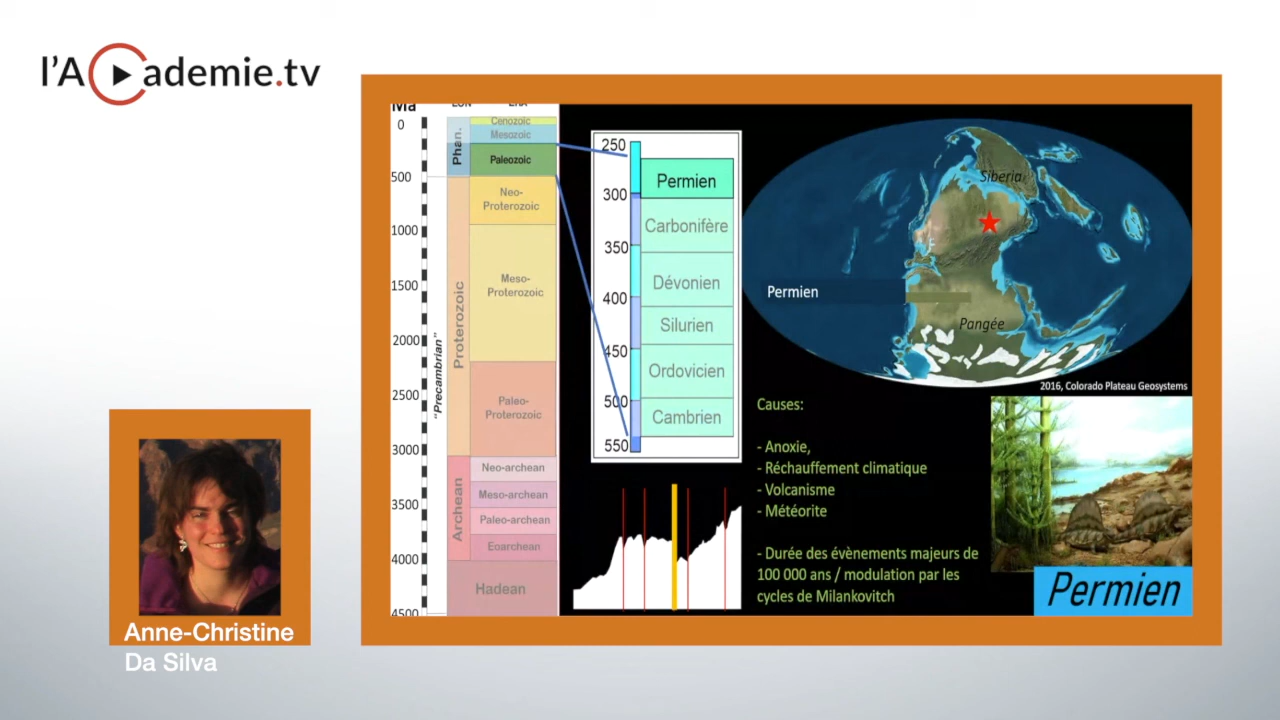 l'Academie.tv
Ma
0
500
1000
1500
2000
2500
3000
3500
4000
4500
"Precambrian"
Phan.
Proterozoic
Archean
Cenozoic
Mesozoic
Paleozoic
Neo-
Proterozoic
Meso-
Proterozoic
Paleo-
Proterozoic
Neo-archean
Meso-archean
Paleo-archean
Eoarchean
Hadean
250
300
350
400
450
500
550
Permien
Carbonifère
Dévonien
Silurien
Ordovicien
Cambrien
Siberia
Permien
Pangée
2016, Colorado Plateau Geosystems
Causes:
- Anoxie,
- Réchauffement climatique
- Volcanisme
- Météorite
- Durée des évènements majeurs de
100 000 ans / modulation par les
cycles de Milankovitch
Permien
Anne-Christine
Da Silva